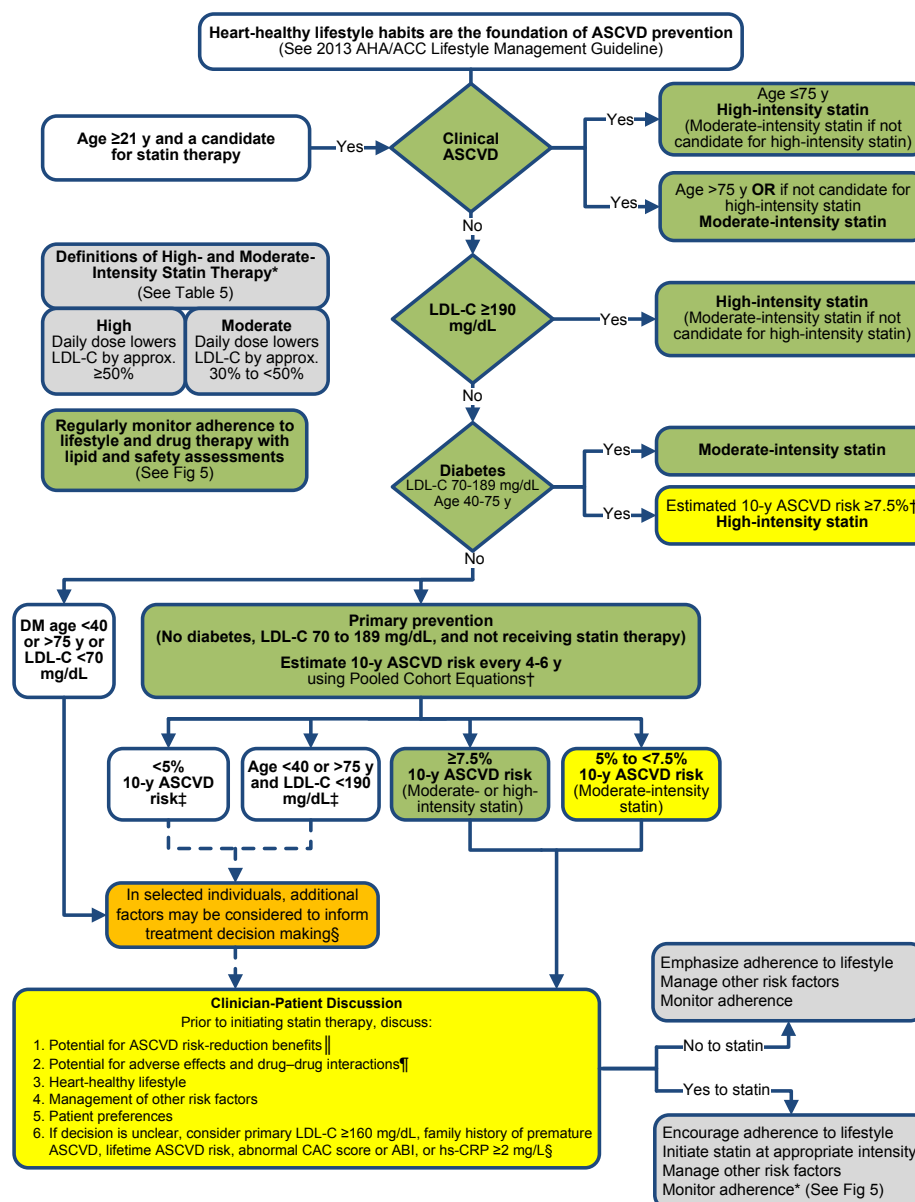 Heart-healthy lifestyle habits are the foundation of ASCVD prevention
(See 2013 AHA/ACC Lifestyle Management Guideline)
Age ≥21 y and a candidate
for statin therapy
Yes
Clinical
ASCVD
Yes
Age ≤75 y
High-intensity statin
(Moderate-intensity statin if not
candidate for high-intensity statin)
Yes
Age >75 y OR if not candidate for
high-intensity statin
Moderate-intensity statin
No
Definitions of High- and Moderate-
Intensity Statin Therapy*
(See Table 5)
High
Daily dose lowers
LDL-C by approx.
≥50%
Moderate
Daily dose lowers
LDL-C by approx.
30% to <50%
LDL-C ≥190
mg/dL
Yes
High-intensity statin
(Moderate-intensity statin if not
candidate for high-intensity statin)
No
Regularly monitor adherence to
lifestyle and drug therapy with
lipid and safety assessments
(See Fig 5)
Diabetes
LDL-C 70-189 mg/dL
Age 40-75 y
Yes
Moderate-intensity statin
Yes
Estimated 10-y ASCVD risk ≥7.5%†
High-intensity statin
No
DM age <40
or >75 y or
LDL-C <70
mg/dL
Primary prevention
(No diabetes, LDL-C 70 to 189 mg/dL, and not receiving statin therapy)
Estimate 10-y ASCVD risk every 4-6 y
using Pooled Cohort Equations†
<5%
10-y ASCVD
risk‡
Age <40 or >75 y
and LDL-C <190
mg/dL‡
≥7.5%
10-y ASCVD risk
(Moderate- or high-
intensity statin)
5% to <7.5%
10-y ASCVD risk
(Moderate-intensity
statin)
In selected individuals, additional
factors may be considered to inform
treatment decision making§
Clinician-Patient Discussion
Prior to initiating statin therapy, discuss:
1. Potential for ASCVD risk-reduction benefits‖
2. Potential for adverse effects and drug–drug interactions¶
3. Heart-healthy lifestyle
4. Management of other risk factors
5. Patient preferences
6. If decision is unclear, consider primary LDL-C ≥160 mg/dL, family history of premature
ASCVD, lifetime ASCVD risk, abnormal CAC score or ABI, or hs-CRP ≥2 mg/L§
No to statin
Emphasize adherence to lifestyle
Manage other risk factors
Monitor adherence
Yes to statin
Encourage adherence to lifestyle
Initiate statin at appropriate intensity
Manage other risk factors
Monitor adherence* (See Fig 5)